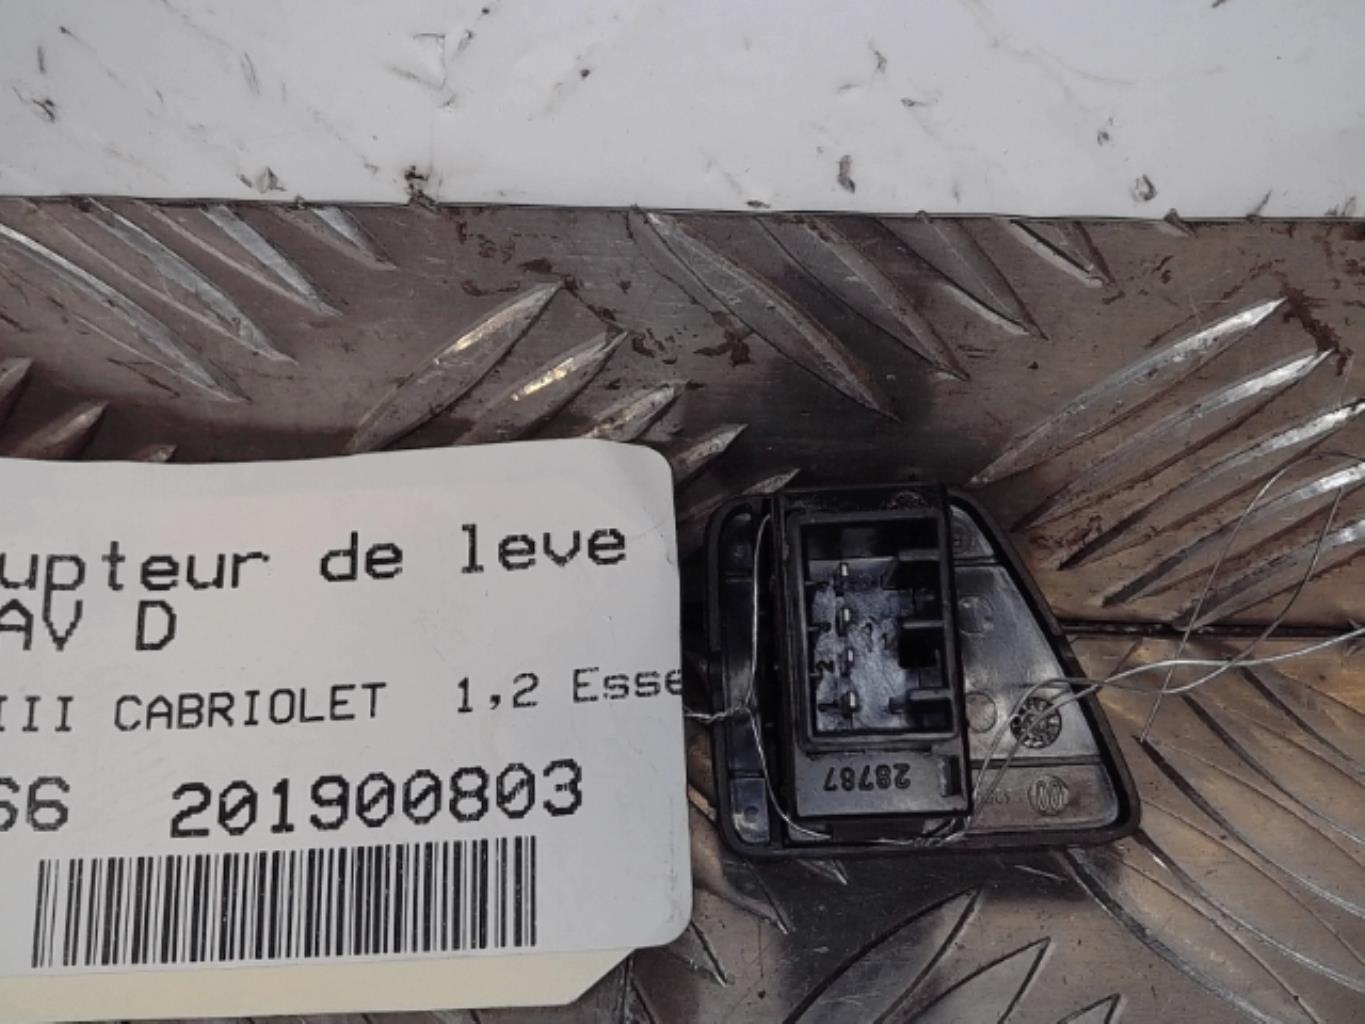 upteur de leve
AV D
III CABRIOLET 1,2 Esse
66 201900803
28787